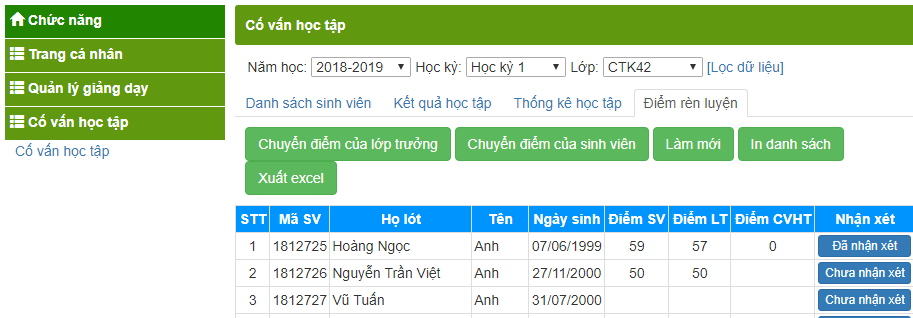 Chức năng
Trang cá nhân
Quản lý giảng dạy
Cố vấn học tập
Cố vấn học tập
Cố vấn học tập
Năm học: 2018-2019 Học kỳ: Học kỳ 1 Lớp: CTK42 [Lọc dữ liệu]
Danh sách sinh viên Kết quả học tập Thống kê học tập Điểm rèn luyện
Chuyển điểm của lớp trưởng Chuyển điểm của sinh viên Làm mới In danh sách
Xuất excel
STT Mã SV Họ lót Tên Ngày sinh Điểm SV Điểm LT Điểm CVHT Nhận xét
1 1812725 Hoàng Ngọc Anh 07/06/1999 59 57 0 Đã nhận xét
2 1812726 Nguyễn Trần Việt Anh 27/11/2000 50 50 Chưa nhận xét
3 1812727 Vũ Tuấn Anh 31/07/2000 Chưa nhận xét